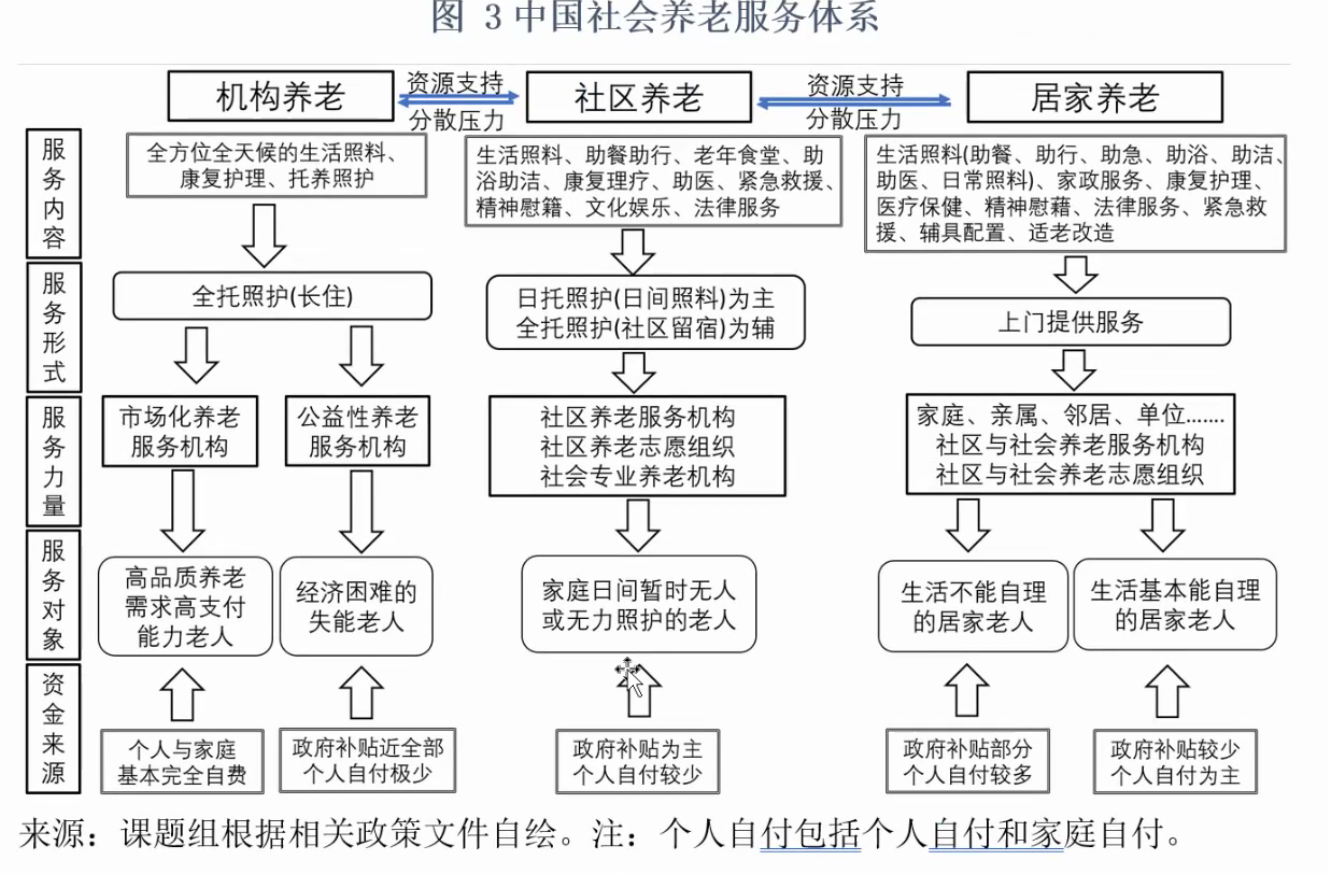 图 3 中国社会养老服务体系
机构养老
资源支持
分散压力
社区养老
资源支持
分散压力
居家养老
服务内容
全方位全天候的生活照料、
康复护理、托养照护
生活照料、助餐助行、老年食堂、助
浴助洁、康复理疗、助医、紧急救援、
精神慰籍、文化娱乐、法律服务
生活照料(助餐、助行、助急、助浴、助洁、
助医、日常照料)、家政服务、康复护理、
医疗保健、精神慰藉、法律服务、紧急救
援、辅具配置、适老改造
服务形式
全托照护(长住)
日托照护(日间照料)为主
全托照护(社区留宿)为辅
上门提供服务
服务力量
市场化养老
服务机构
公益性养老
服务机构
社区养老服务机构
社区养老志愿组织
社会专业养老机构
家庭、亲属、邻居、单位.......
社区与社会养老服务机构
社区与社会养老志愿组织
服务对象
高品质养老
需求高支付
能力老人
经济困难的
失能老人
家庭日间暂时无人
或无力照护的老人
生活不能自理
的居家老人
生活基本能自理
的居家老人
资金来源
个人与家庭
基本完全自费
政府补贴近全部
个人自付极少
政府补贴为主
个人自付较少
政府补贴部分
个人自付较多
政府补贴较少
个人自付为主
来源：课题组根据相关政策文件自绘。注：个人自付包括个人自付和家庭自付。